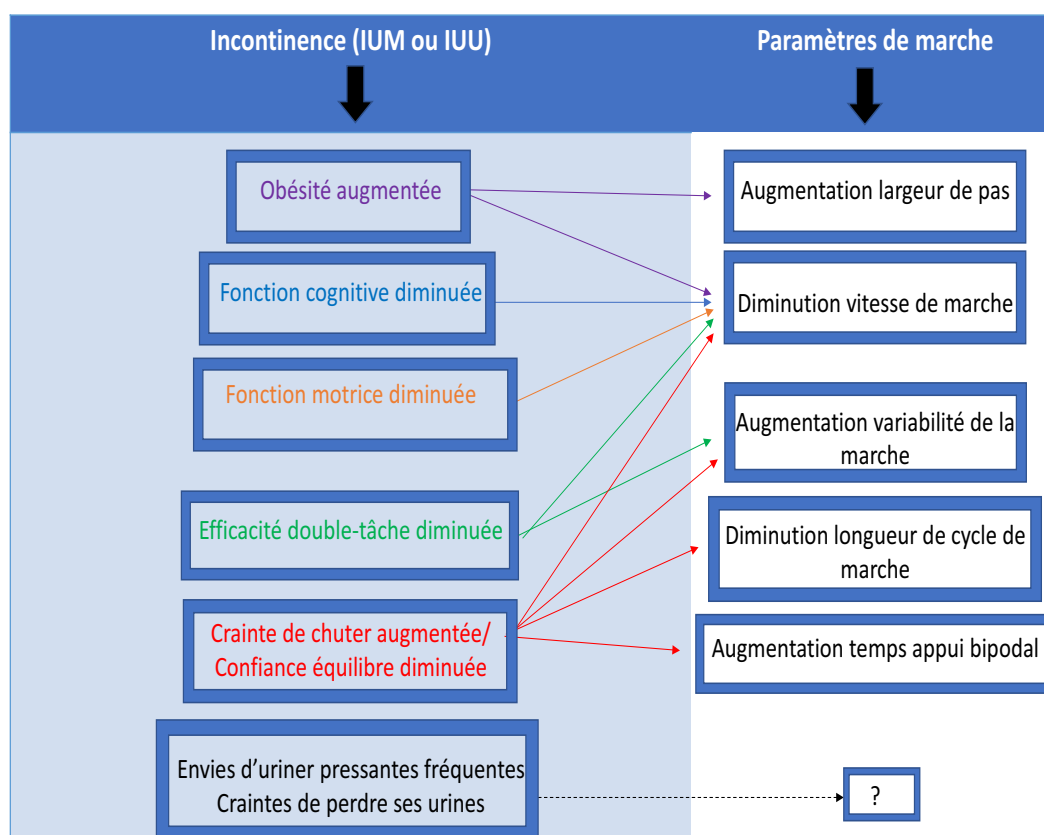 Incontinence (IUM ou IUU)
Paramètres de marche
Obésité augmentée
Augmentation largeur de pas
Fonction cognitive diminuée
Diminution vitesse de marche
Fonction motrice diminuée
Augmentation variabilité de la
marche
Efficacité double-tâche diminuée
Diminution longueur de cycle de
marche
Crainte de chuter augmentée/
Confiance équilibre diminuée
Augmentation temps appui bipodal
Envies d'uriner pressantes fréquentes
Craintes de perdre ses urines
?